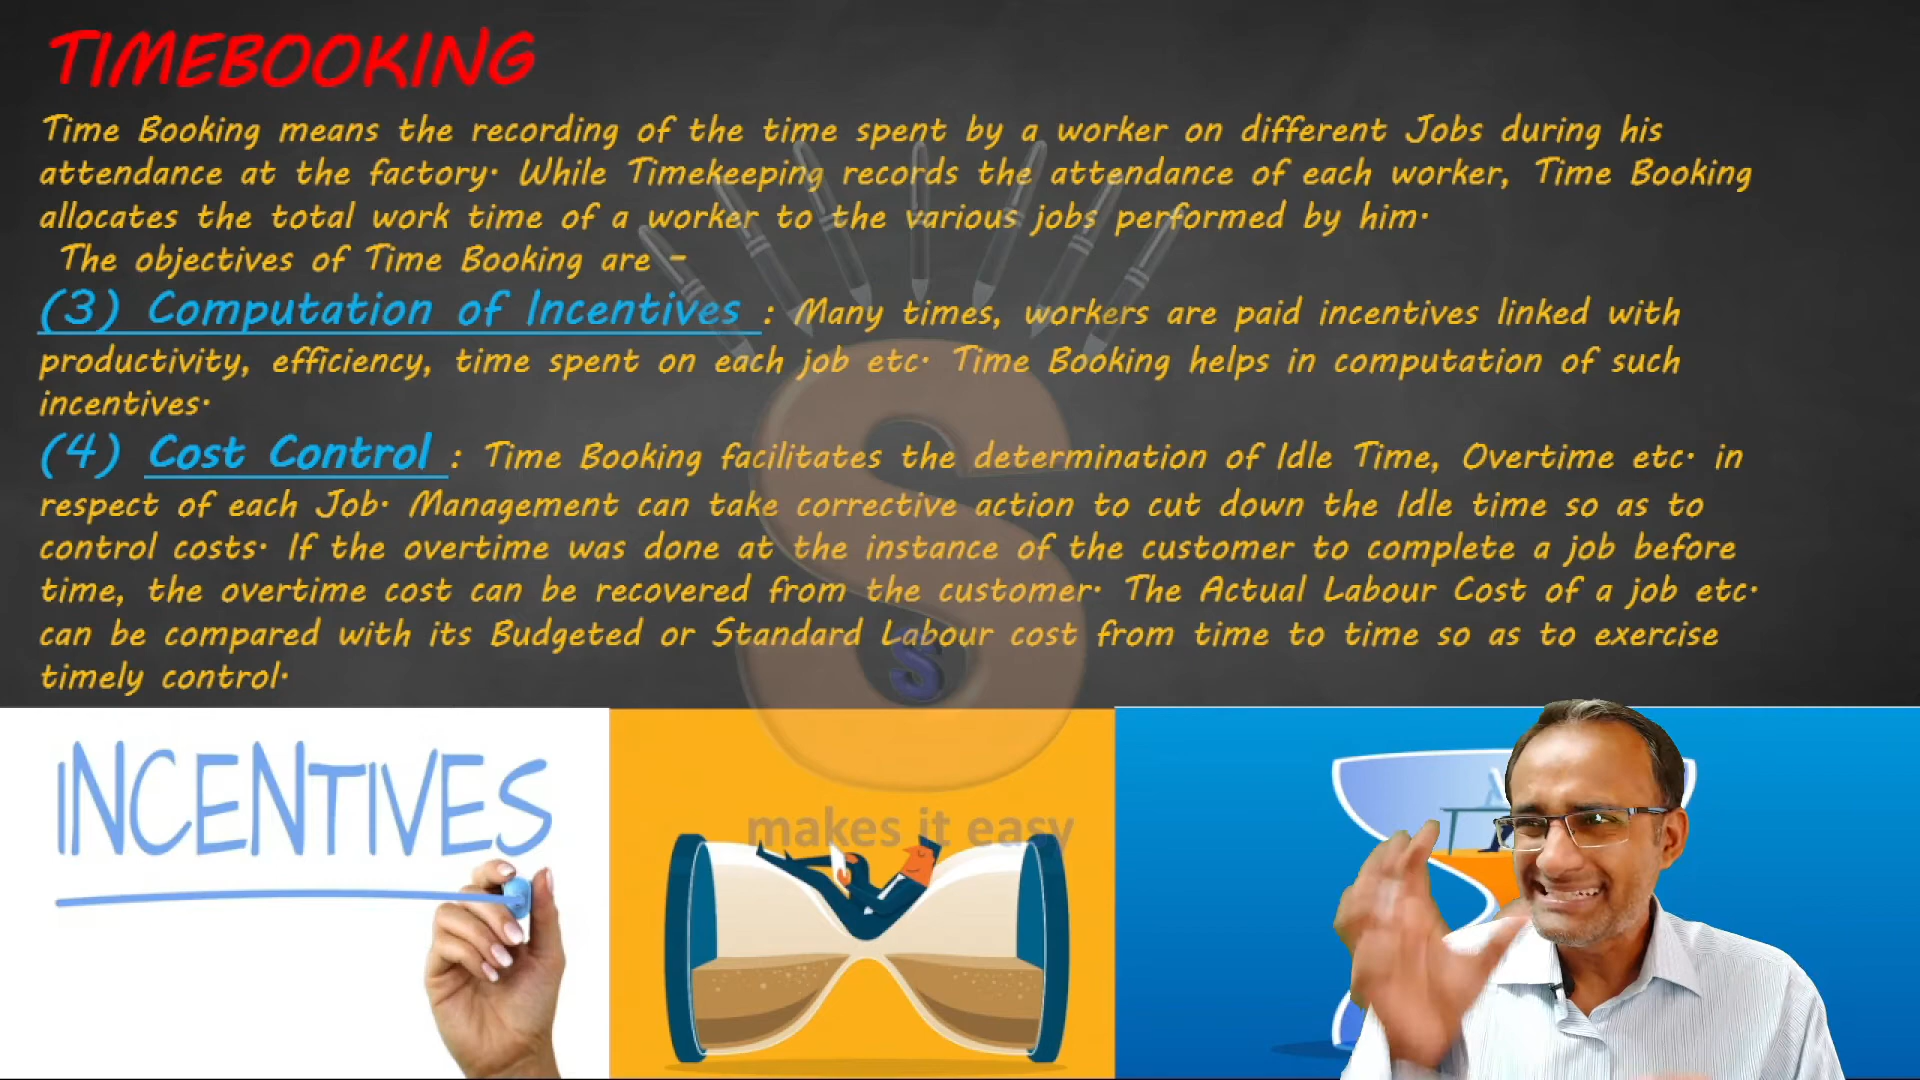 TIMEBOOKING
Time Booking means the recording of the time spent by a worker on different Jobs during his
attendance at the factory. While Timekeeping records the attendance of each worker, Time Booking
allocates the total work time of a worker to the various jobs performed by him.
The objectives of Time Booking are -
(3) Computation of Incentives : Many times, workers are paid incentives linked with
productivity, efficiency, time spent on each job etc. Time Booking helps in computation of such
incentives.
(4) Cost Control : Time Booking facilitates the determination of Idle Time, Overtime etc. in
respect of each Job. Management can take corrective action to cut down the Idle time so as to
control costs. If the overtime was done at the instance of the customer to complete a job before
time, the overtime cost can be recovered from the customer. The Actual Labour Cost of a job etc.
can be compared with its Budgeted or Standard Labour cost from time to time so as to exercise
timely control.
S
S
makes it easy
INCENTIVES